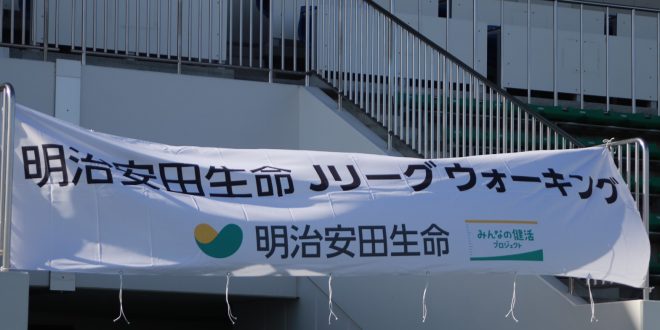 明治安田生命 Jリーグウォーキング
明治安田生命
みんなの健活
プロジェクト